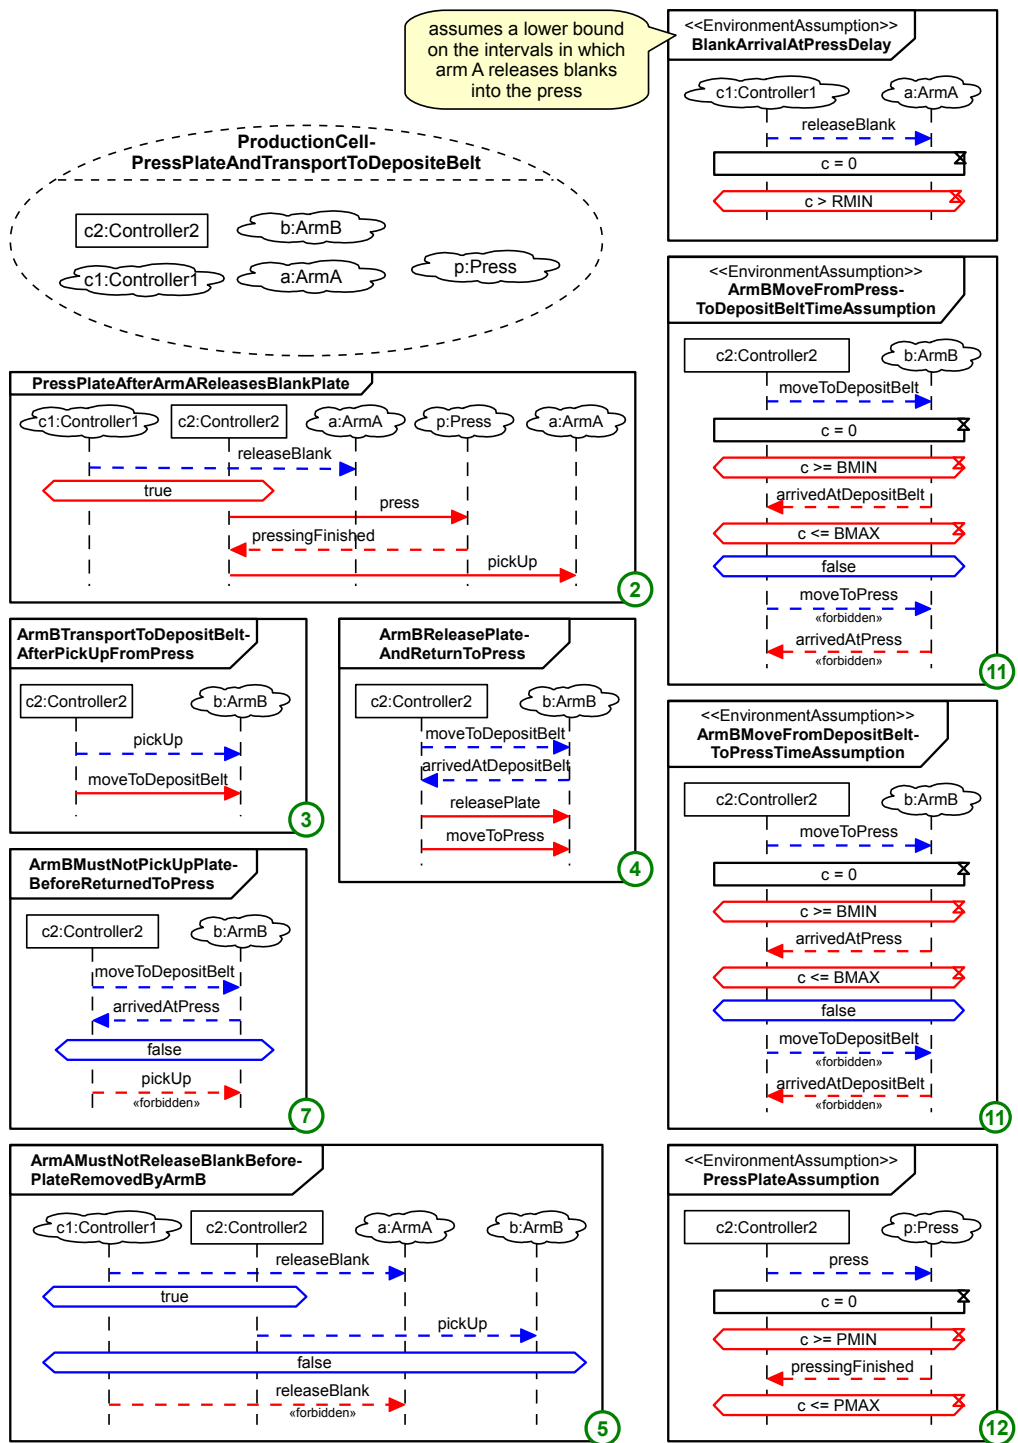 assumes a lower bound
on the intervals in which
arm A releases blanks
into the press
<<EnvironmentAssumption>>
BlankArrivalAtPressDelay
c1:Controller1
a:ArmA
releaseBlank
c = 0
c > RMIN
ProductionCell-
PressPlateAndTransportToDepositeBelt
c2:Controller2
b:ArmB
c1:Controller1
a:ArmA
p:Press
<<EnvironmentAssumption>>
ArmBMoveFromPress-
ToDepositBeltTimeAssumption
c2:Controller2
b:ArmB
moveToDepositBelt
c = 0
c >= BMIN
arrivedAtDepositBelt
c <= BMAX
false
moveToPress
«forbidden»
arrivedAtPress
«forbidden»
11
PressPlateAfterArmAReleasesBlankPlate
c1:Controller1
c2:Controller2
a:ArmA
p:Press
a:ArmA
releaseBlank
true
press
pressingFinished
pickUp
2
ArmBTransportToDepositBelt-
AfterPickUpFromPress
c2:Controller2
b:ArmB
pickUp
moveToDepositBelt
3
ArmBReleasePlate-
AndReturnToPress
c2:Controller2
b:ArmB
moveToDepositBelt
arrivedAtDepositBelt
releasePlate
moveToPress
4
<<EnvironmentAssumption>>
ArmBMoveFromDepositBelt-
ToPressTimeAssumption
c2:Controller2
b:ArmB
moveToPress
c = 0
c >= BMIN
arrivedAtPress
c <= BMAX
false
moveToDepositBelt
«forbidden»
arrivedAtDepositBelt
«forbidden»
11
ArmBMustNotPickUpPlate-
BeforeReturnedToPress
c2:Controller2
b:ArmB
moveToDepositBelt
arrivedAtPress
false
pickUp
«forbidden»
7
ArmAMustNotReleaseBlankBefore-
PlateRemovedByArmB
c1:Controller1
c2:Controller2
a:ArmA
b:ArmB
releaseBlank
true
pickUp
false
releaseBlank
«forbidden»
5
<<EnvironmentAssumption>>
PressPlateAssumption
c2:Controller2
p:Press
press
c = 0
c >= PMIN
pressingFinished
c <= PMAX
12